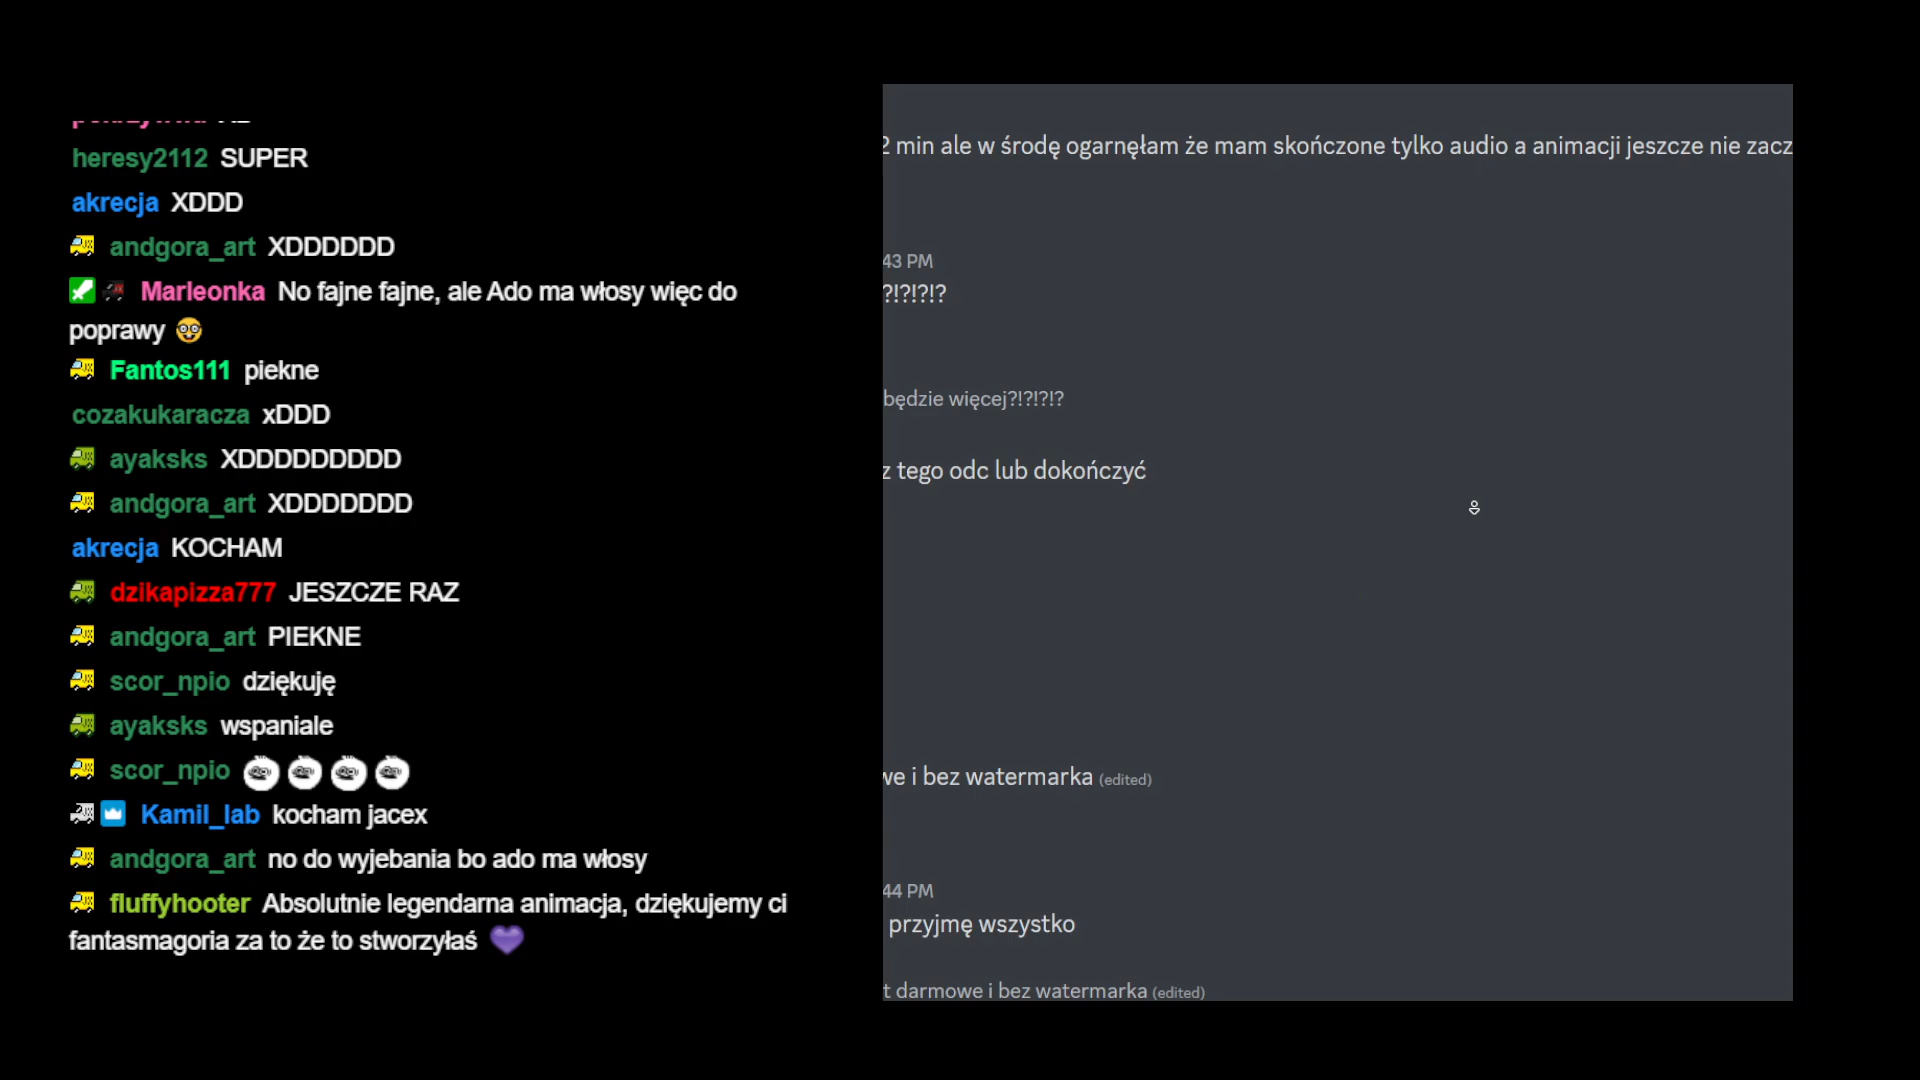 heresy2112 SUPER
akrecja XDDD
andgora_art XDDDDDD
Marleonka No fajne fajne, ale Ado ma włosy więc do
poprawy
Fantos111 piekne
cozakukaracza xDDD
ayaksks XDDDDDDDDD
andgora_art XDDDDDDD
akrecja KOCHAM
dzikapizza777 JESZCZE RAZ
andgora_art PIEKNE
scor_npio dziękuję
ayaksks wspaniale
scor_npio
Kamil_lab kocham jacex
andgora_art no do wyjebania bo ado ma włosy
fluffyhooter Absolutnie legendarna animacja, dziękujemy ci
fantasmagoria za to że to stworzyłaś
2 min ale w środę ogarnęłam że mam skończone tylko audio a animacji jeszcze nie zacz
43 PM
?!?!?!?
będzie więcej?!?!?!?
z tego odc lub dokończyć
we i bez watermarka (edited)
44 PM
przyjmę wszystko
t darmowe i bez watermarka (edited)